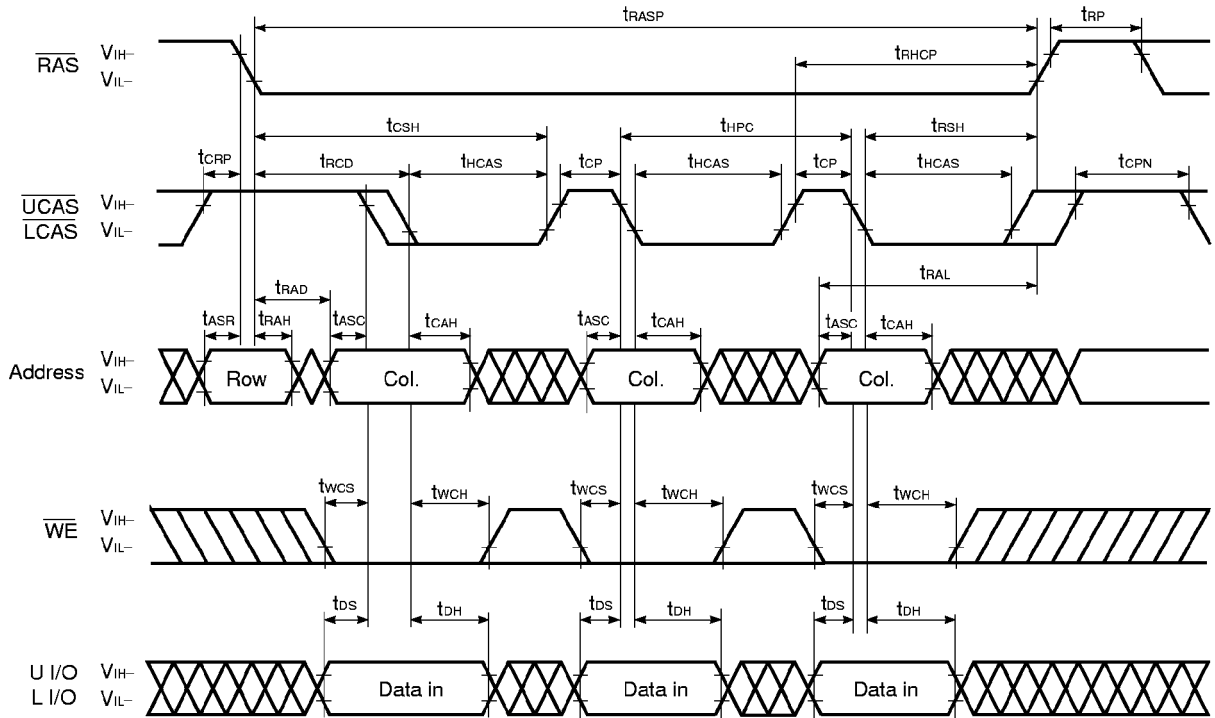 tRASP tRP
RAS VIH– tRHCP
VIL–
tCSH tHPC tRSH
tCRP tRCD tHCAS tCP tHCAS tCP tHCAS tCPN
UCAS VIH–
LCAS VIL–
tRAD tRAL
tASR tRAH tASC tCAH tASC tCAH tASC tCAH
VIH–
Address Row Col. Col. Col.
VIL–
tWCS tWCH tWCS tWCH tWCS tWCH
VIH–
WE
VIL–
tDS tDH tDS tDH tDS tDH
U I/O VIH–
L I/O VIL– Data in Data in Data in